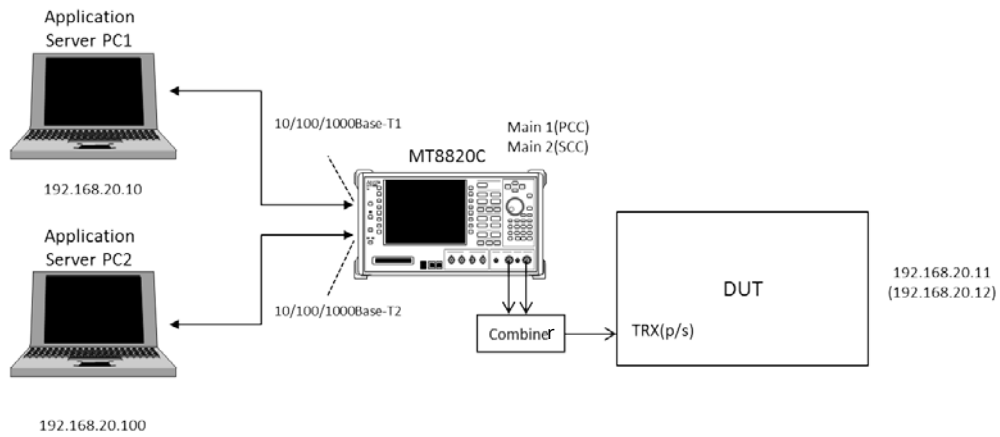 Application
Server PC1
192.168.20.10
10/100/1000Base-T1
Main 1(PCC)
Main 2(SCC)
MT8820C
Application
Server PC2
192.168.20.100
10/100/1000Base-T2
Combiner
TRX(p/s)
DUT
192.168.20.11
(192.168.20.12)